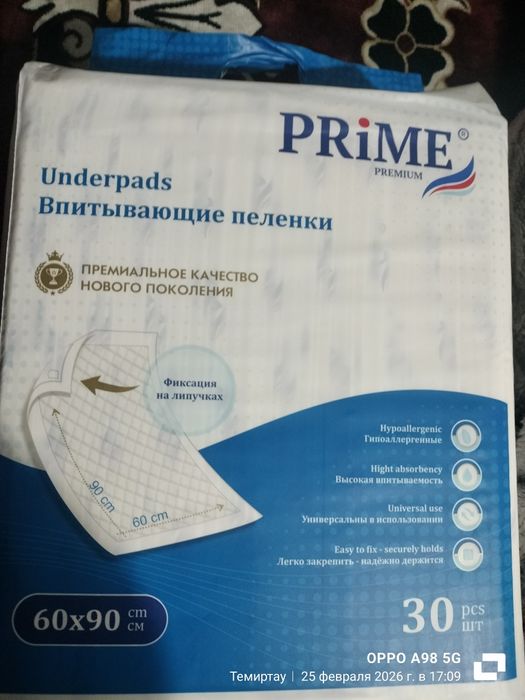 PRiME®
PREMIUM
Underpads
Впитывающие пеленки
ПРЕМИАЛЬНОЕ КАЧЕСТВО
НОВОГО ПОКОЛЕНИЯ
Фиксация
на липучках
90 cm
60 cm
Hypoallergenic
Гипоаллергенные
Hight absorbency
Высокая впитываемость
Universal use
Универсальны в использовании
Easy to fix - securely holds
Легко закрепить - надёжно держится
60x90 cm
см
30 pcs
шт
OPPO A98 5G
Темиртау | 25 февраля 2026 г. в 17:09